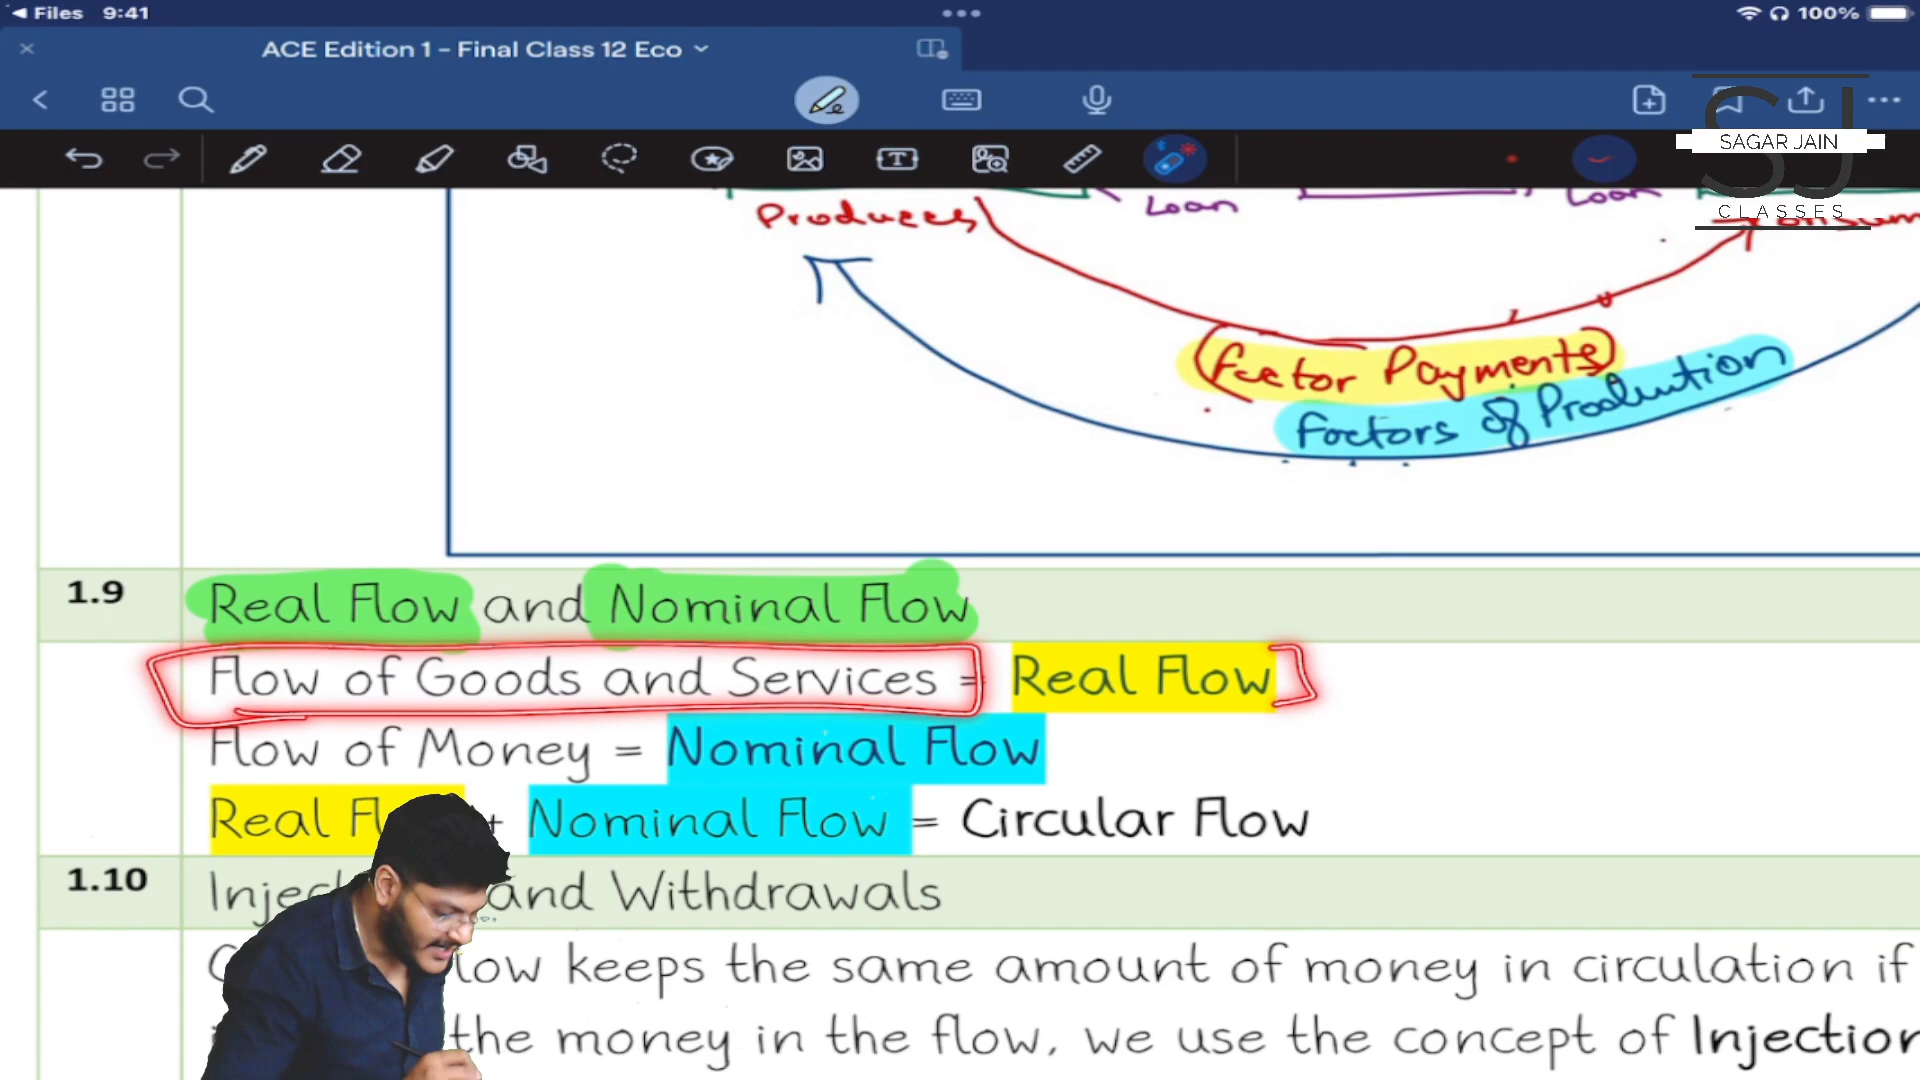 Files 9:41
100%
ACE Edition 1 - Final Class 12 Eco
SAGAR JAIN
SJ
CLASSES
Loan
Loan
Factor Payments
Factors of Production
1.9 Real Flow and Nominal Flow
Flow of Goods and Services = Real Flow
Flow of Money = Nominal Flow
Real + Nominal Flow = Circular Flow
1.10 and Withdrawals
keeps the same amount of money in circulation if
the money in the flow, we use the concept of Injection